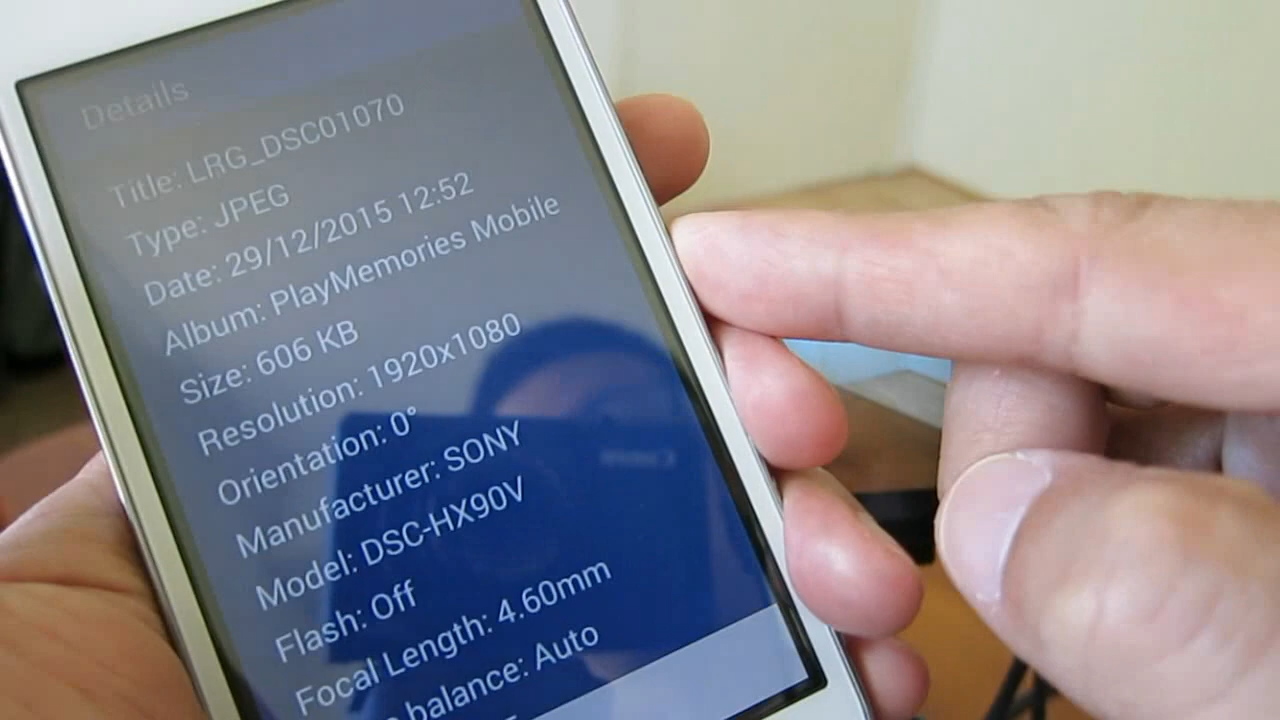 Details
Title: LRG_DSC01070
Type: JPEG
Date: 29/12/2015 12:52
Album: PlayMemories Mobile
Size: 606 KB
Resolution: 1920x1080
Orientation: 0°
Manufacturer: SONY
Model: DSC-HX90V
Flash: Off
Focal Length: 4.60mm
balance: Auto